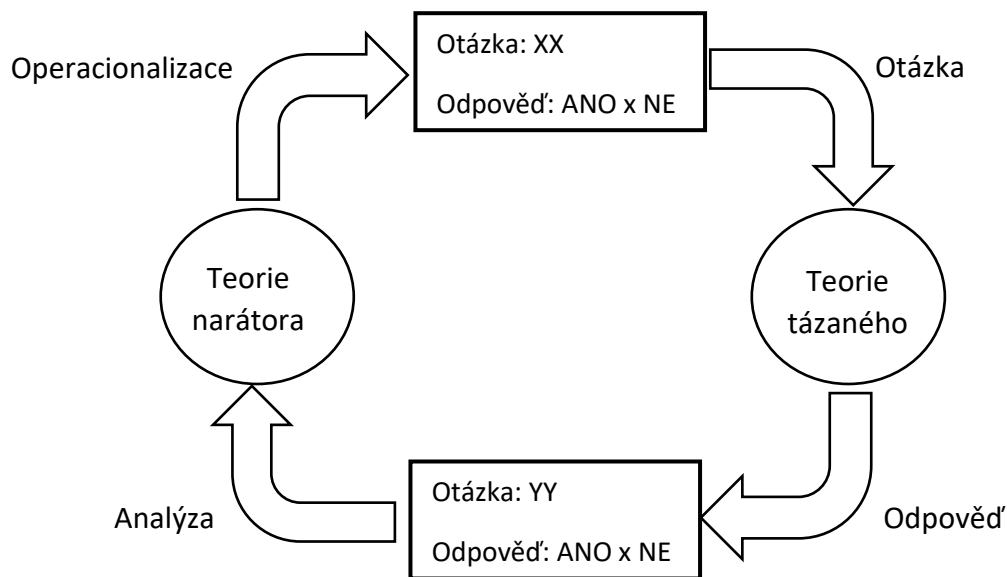 Operacionalizace
Otázka: XX
Odpověď: ANO x NE
Otázka
Teorie
narátora
Teorie
tázaného
Analýza
Otázka: YY
Odpověď: ANO x NE
Odpověď